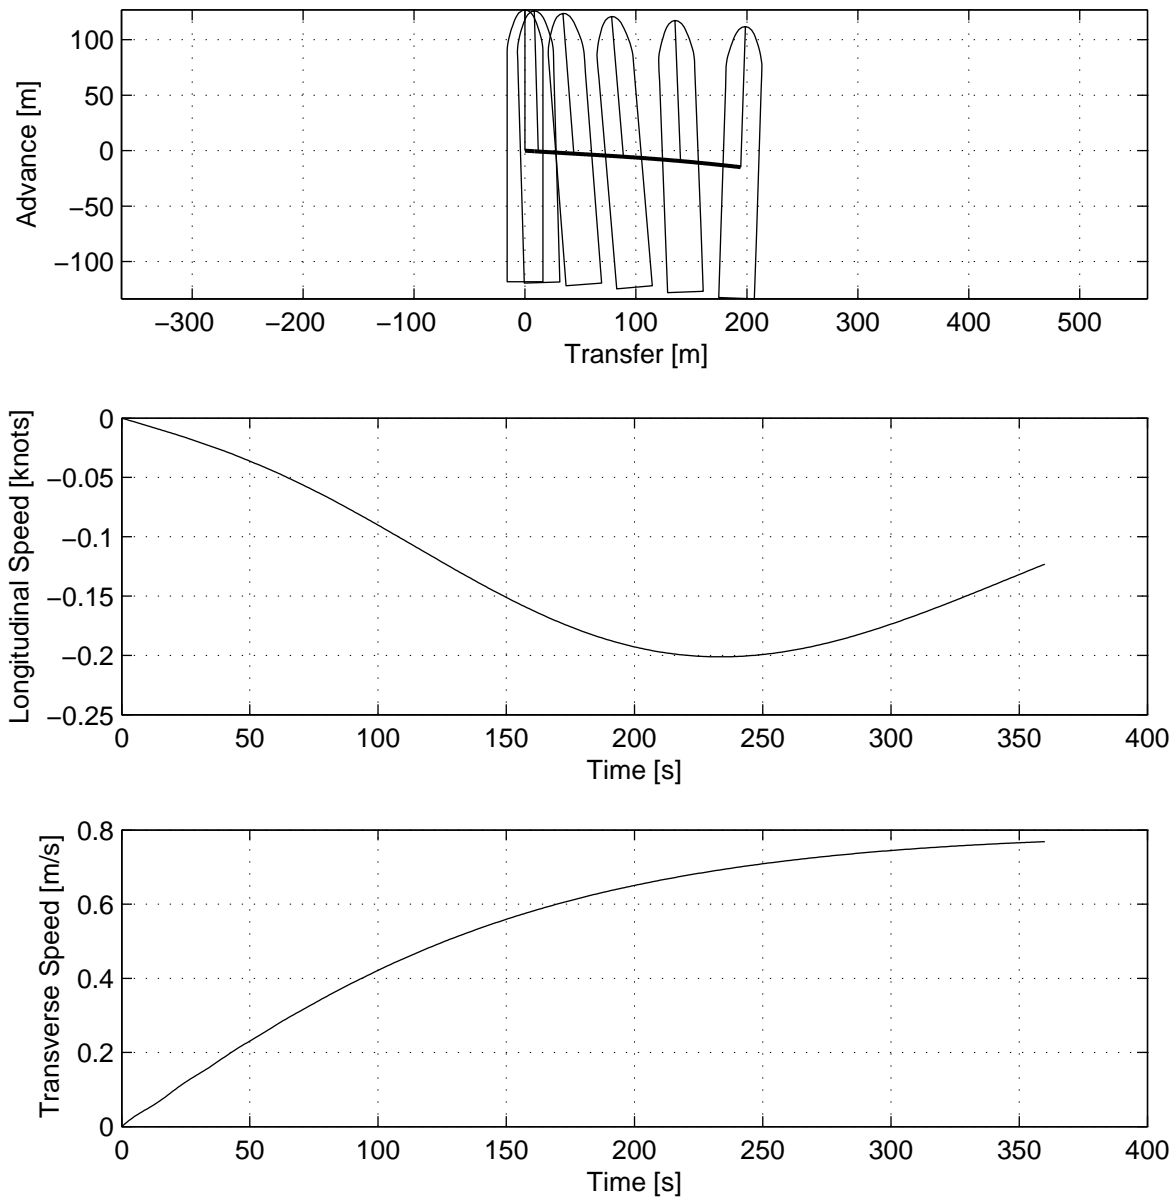 100
50
0
−50
−100
Advance [m]
−300 −200 −100 0 100 200 300 400 500
Transfer [m]
0
−0.05
−0.1
−0.15
−0.2
−0.25
Longitudinal Speed [knots]
0 50 100 150 200 250 300 350 400
Time [s]
0.8
0.6
0.4
0.2
0
Transverse Speed [m/s]
0 50 100 150 200 250 300 350 400
Time [s]